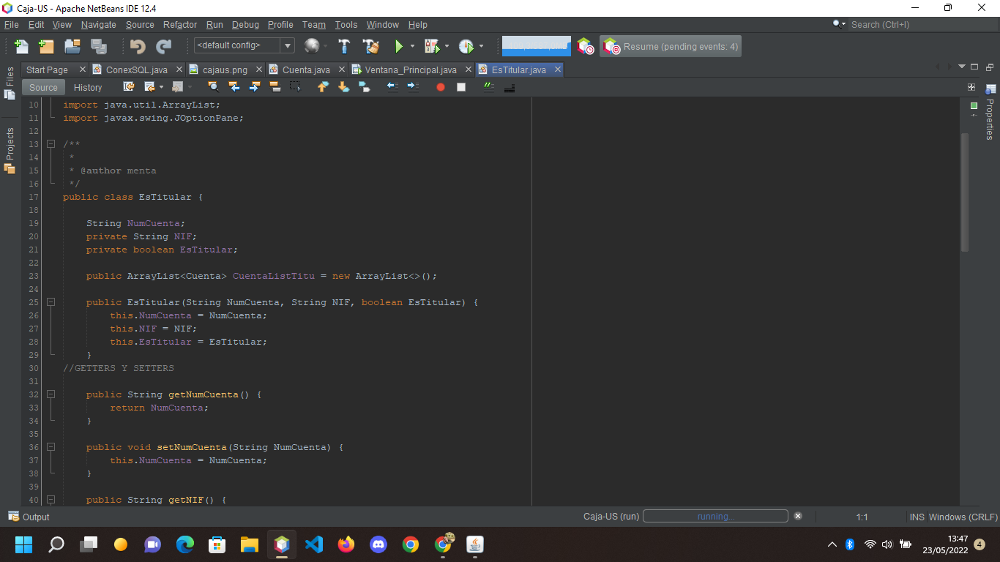 Caja-US - Apache NetBeans IDE 12.4
File Edit View Navigate Source Refactor Run Debug Profile Team Tools Window Help
Search (Ctrl+I)
<default config>
Resume (pending events: 4)
Start Page ConexSQL.java cajaus.png Cuenta.java Ventana_Principal.java EsTitular.java
Source History
Files
Projects
Properties
10 import java.util.ArrayList;
11 import javax.swing.JOptionPane;
12
13 /**
14 *
15 * @author menta
16 */
17 public class EsTitular {
18
19 String NumCuenta;
20 private String NIF;
21 private boolean EsTitular;
22
23 public ArrayList<Cuenta> CuentaListTitu = new ArrayList<>();
24
25 public EsTitular(String NumCuenta, String NIF, boolean EsTitular) {
26 this.NumCuenta = NumCuenta;
27 this.NIF = NIF;
28 this.EsTitular = EsTitular;
29 }
30 //GETTERS Y SETTERS
31
32 public String getNumCuenta() {
33 return NumCuenta;
34 }
35
36 public void setNumCuenta(String NumCuenta) {
37 this.NumCuenta = NumCuenta;
38 }
39
40 public String getNIF() {
Output
Caja-US (run) running... 1:1 INS Windows (CRLF)
13:47
23/05/2022
4